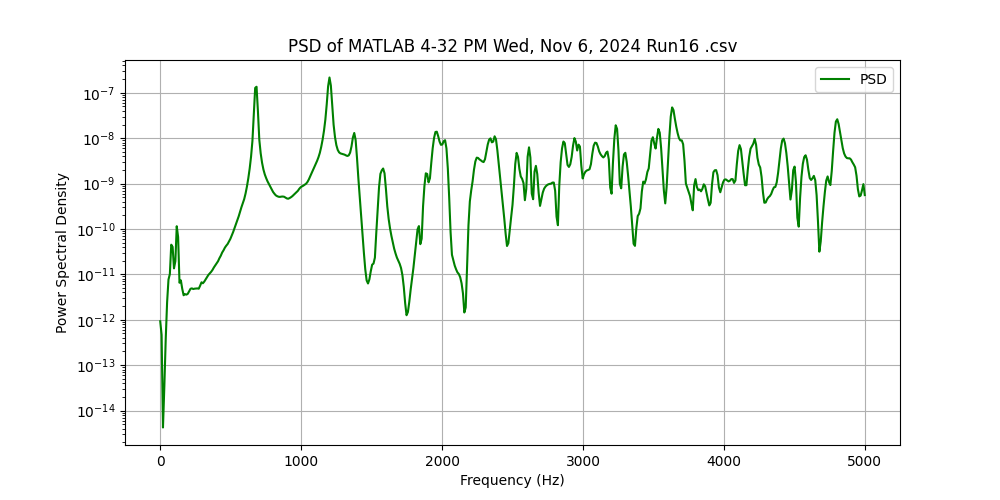 PSD of MATLAB 4-32 PM Wed, Nov 6, 2024 Run16 .csv
PSD
10⁻⁷
10⁻⁸
10⁻⁹
10⁻¹⁰
10⁻¹¹
10⁻¹²
10⁻¹³
10⁻¹⁴
Power Spectral Density
0 1000 2000 3000 4000 5000
Frequency (Hz)